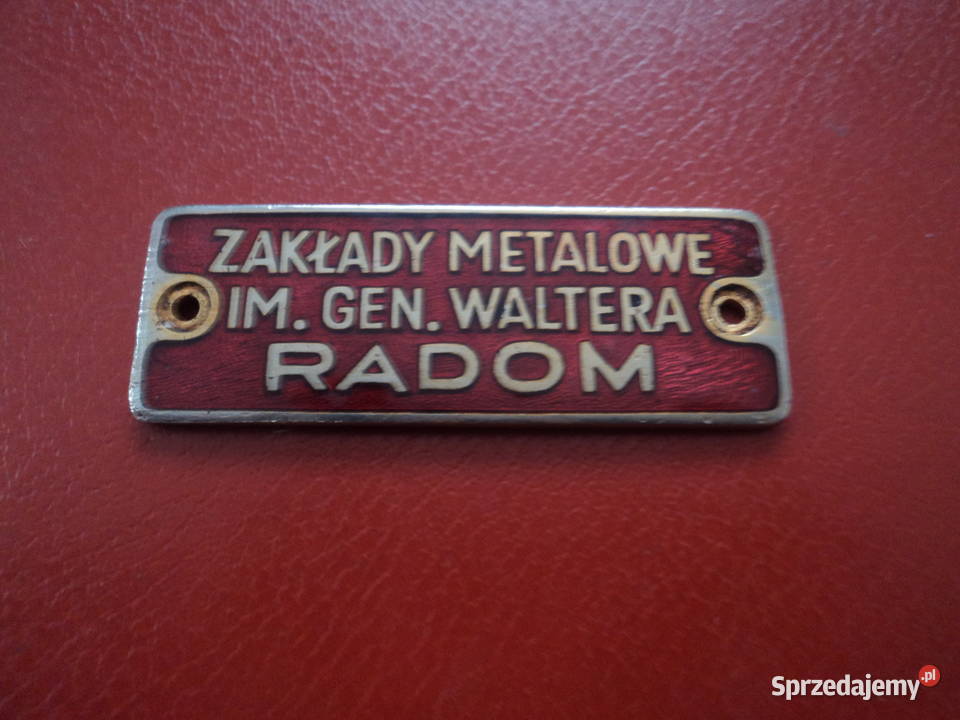 ZAKŁADY METALOWE
IM. GEN. WALTERA
RADOM
Sprzedajemy.pl